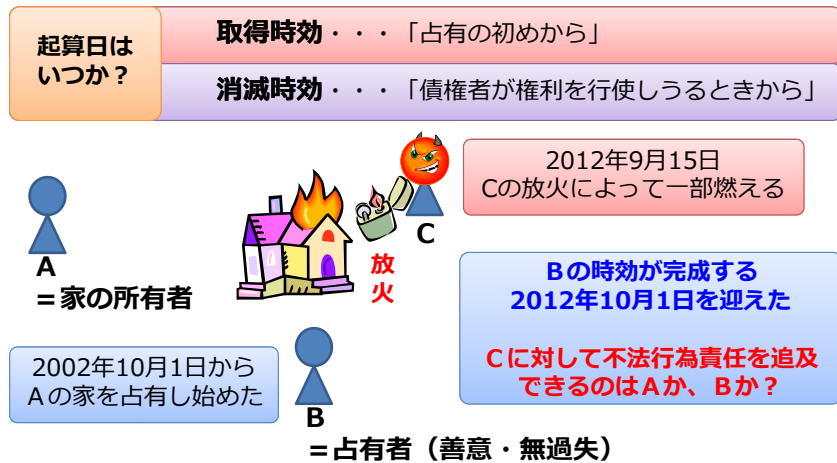 起算日は
いつか？
取得時効・・・「占有の初めから」
消滅時効・・・「債権者が権利を行使しうるときから」
2012年9月15日
Cの放火によって一部燃える
C
放
火
A
＝家の所有者
Ｂの時効が完成する
2012年10月1日を迎えた
Ｃに対して不法行為責任を追及
できるのはＡか、Ｂか？
2002年10月1日から
Ａの家を占有し始めた
B
＝占有者（善意・無過失）